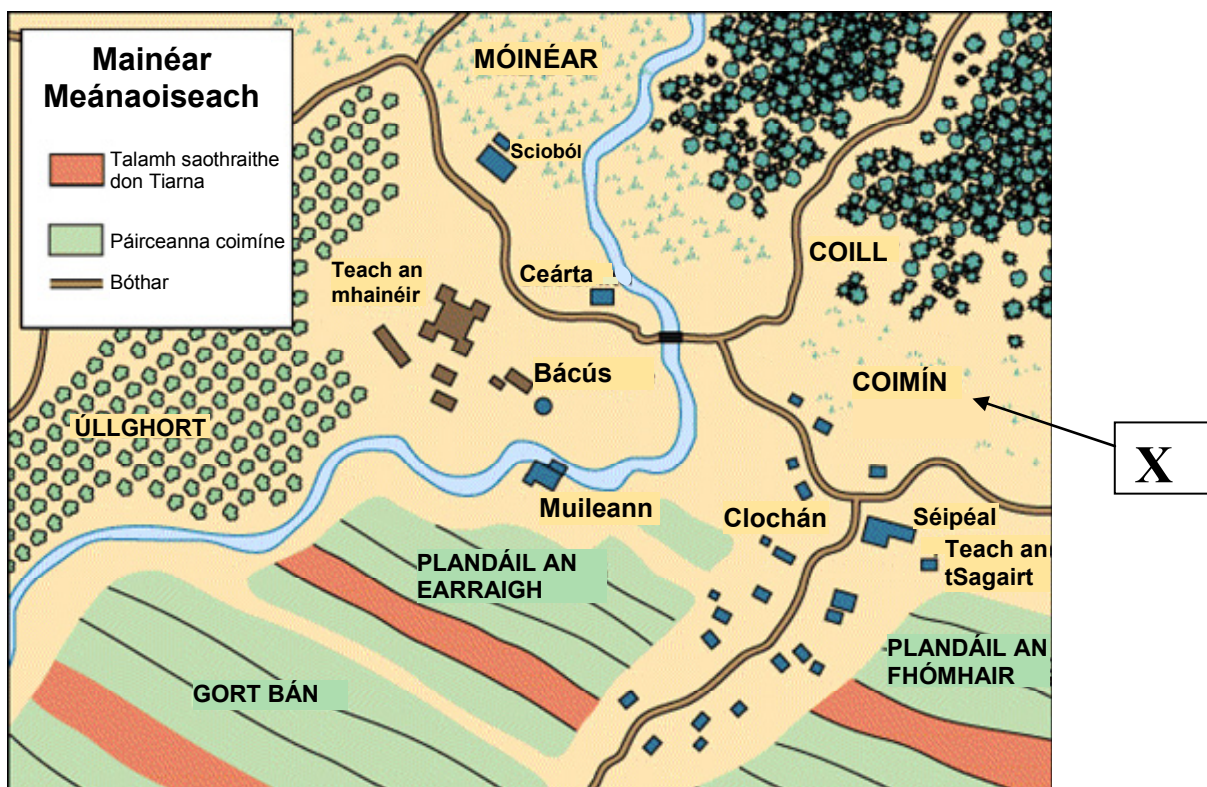 Mainéar
Meánaoiseach
Talamh saothraithe
don Tiarna
Páirceanna coimíne
Bóthar
MÓINÉAR
Scioból
COILL
Teach an
mhainéir
Ceárta
Bácús
COIMÍN
X
ÚLLGHORT
Muileann
Clochán
Séipéal
Teach an
tSagairt
PLANDÁIL AN
EARRAIGH
PLANDÁIL AN
FHÓMHAIR
GORT BÁN